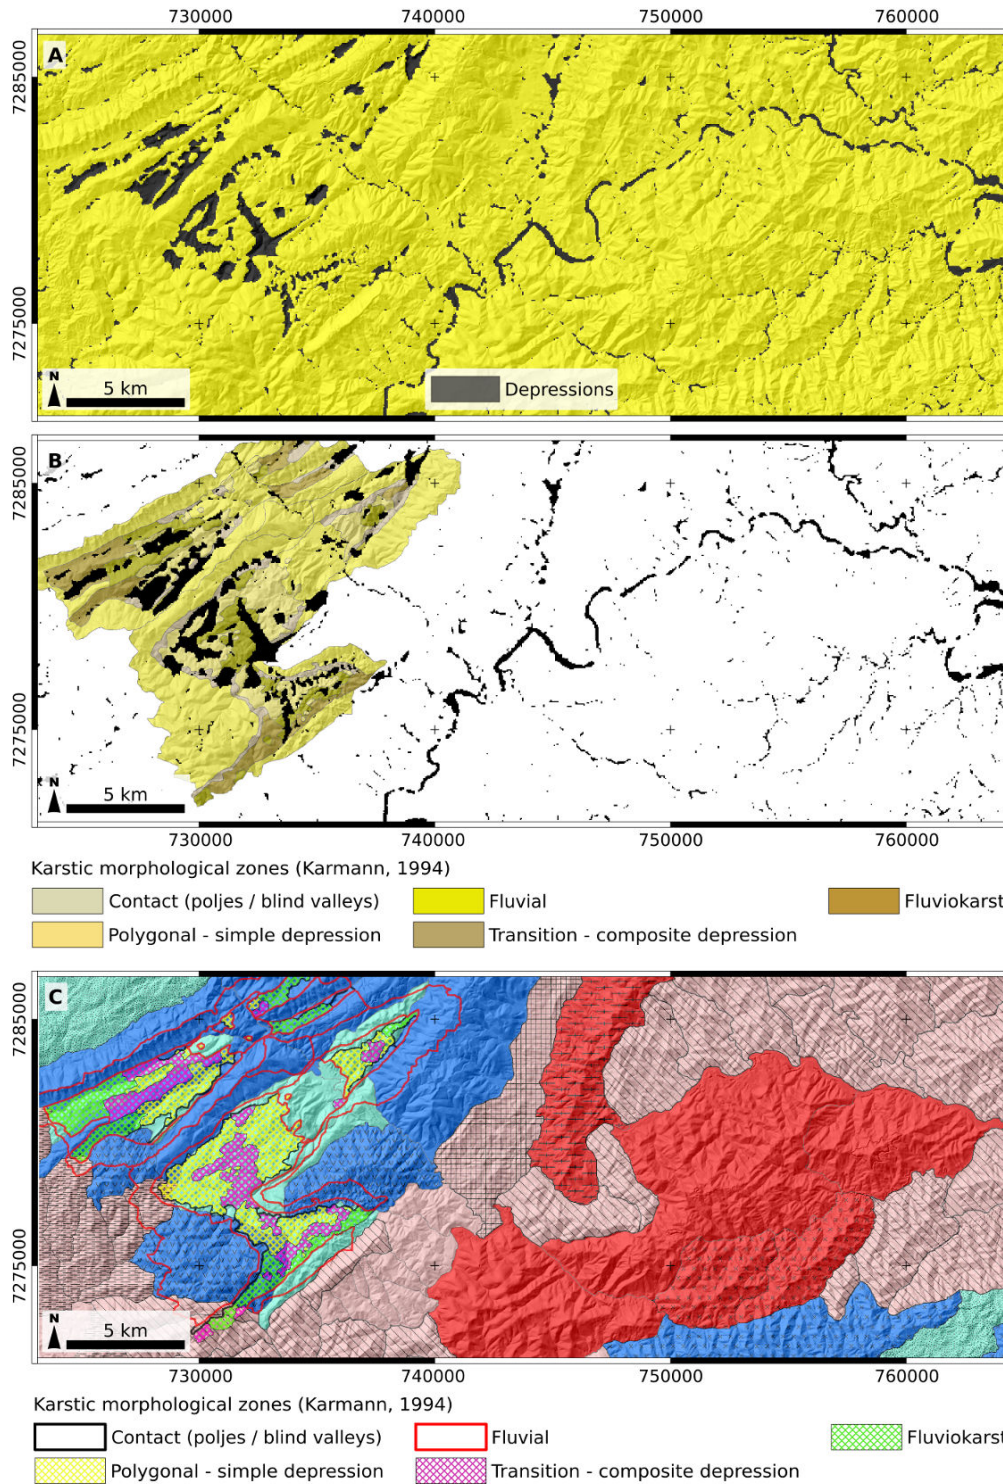 730000 740000 750000 760000
A
7285000
7275000
N
5 km
Depressions
B
7285000
7275000
N
5 km
730000 740000 750000 760000
Karstic morphological zones (Karmann, 1994)
Contact (poljes / blind valleys) Fluvial Fluviokarst
Polygonal - simple depression Transition - composite depression
C
7285000
7275000
N
5 km
730000 740000 750000 760000
Karstic morphological zones (Karmann, 1994)
Contact (poljes / blind valleys) Fluvial Fluviokarst
Polygonal - simple depression Transition - composite depression